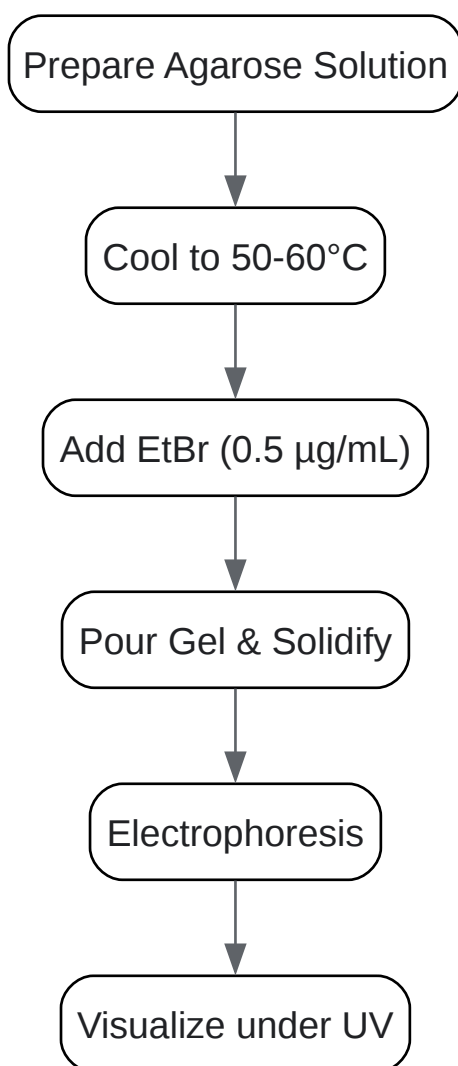 Prepare Agarose Solution
Cool to 50-60°C
Add EtBr (0.5 µg/mL)
Pour Gel & Solidify
Electrophoresis
Visualize under UV